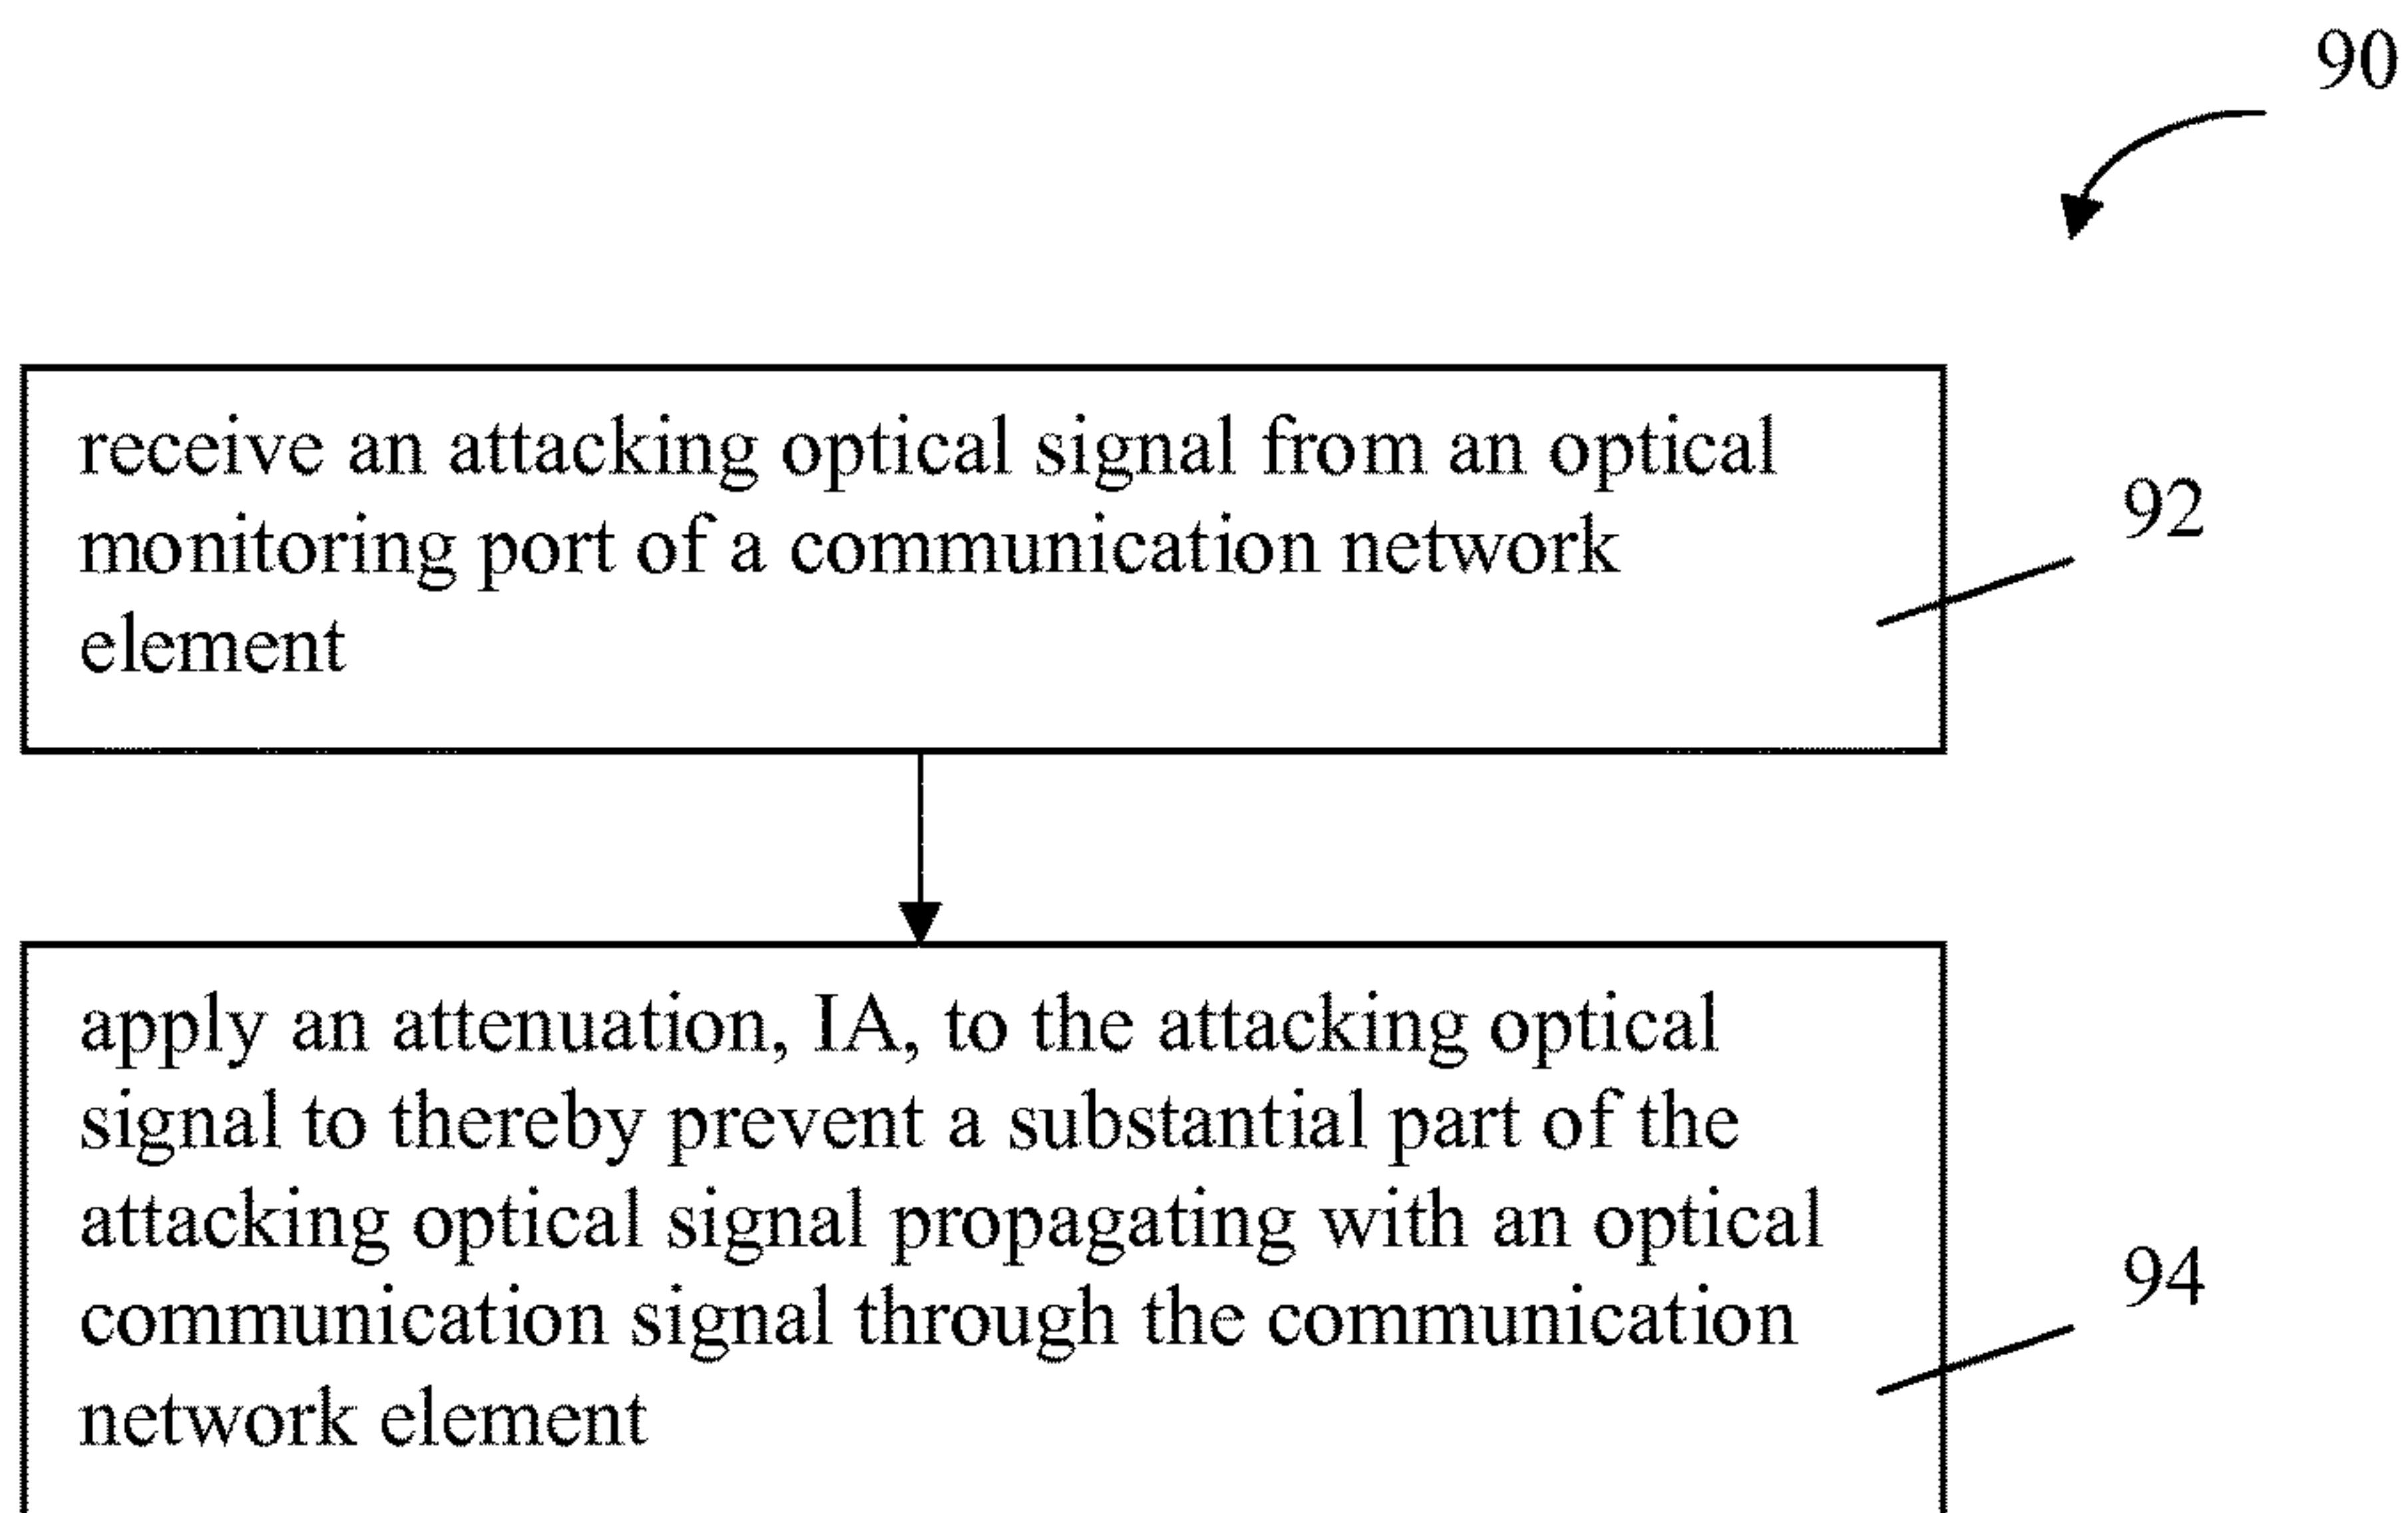 90
receive an attacking optical signal from an optical
monitoring port of a communication network
element
92
apply an attenuation, IA, to the attacking optical
signal to thereby prevent a substantial part of the
attacking optical signal propagating with an optical
communication signal through the communication
network element
94